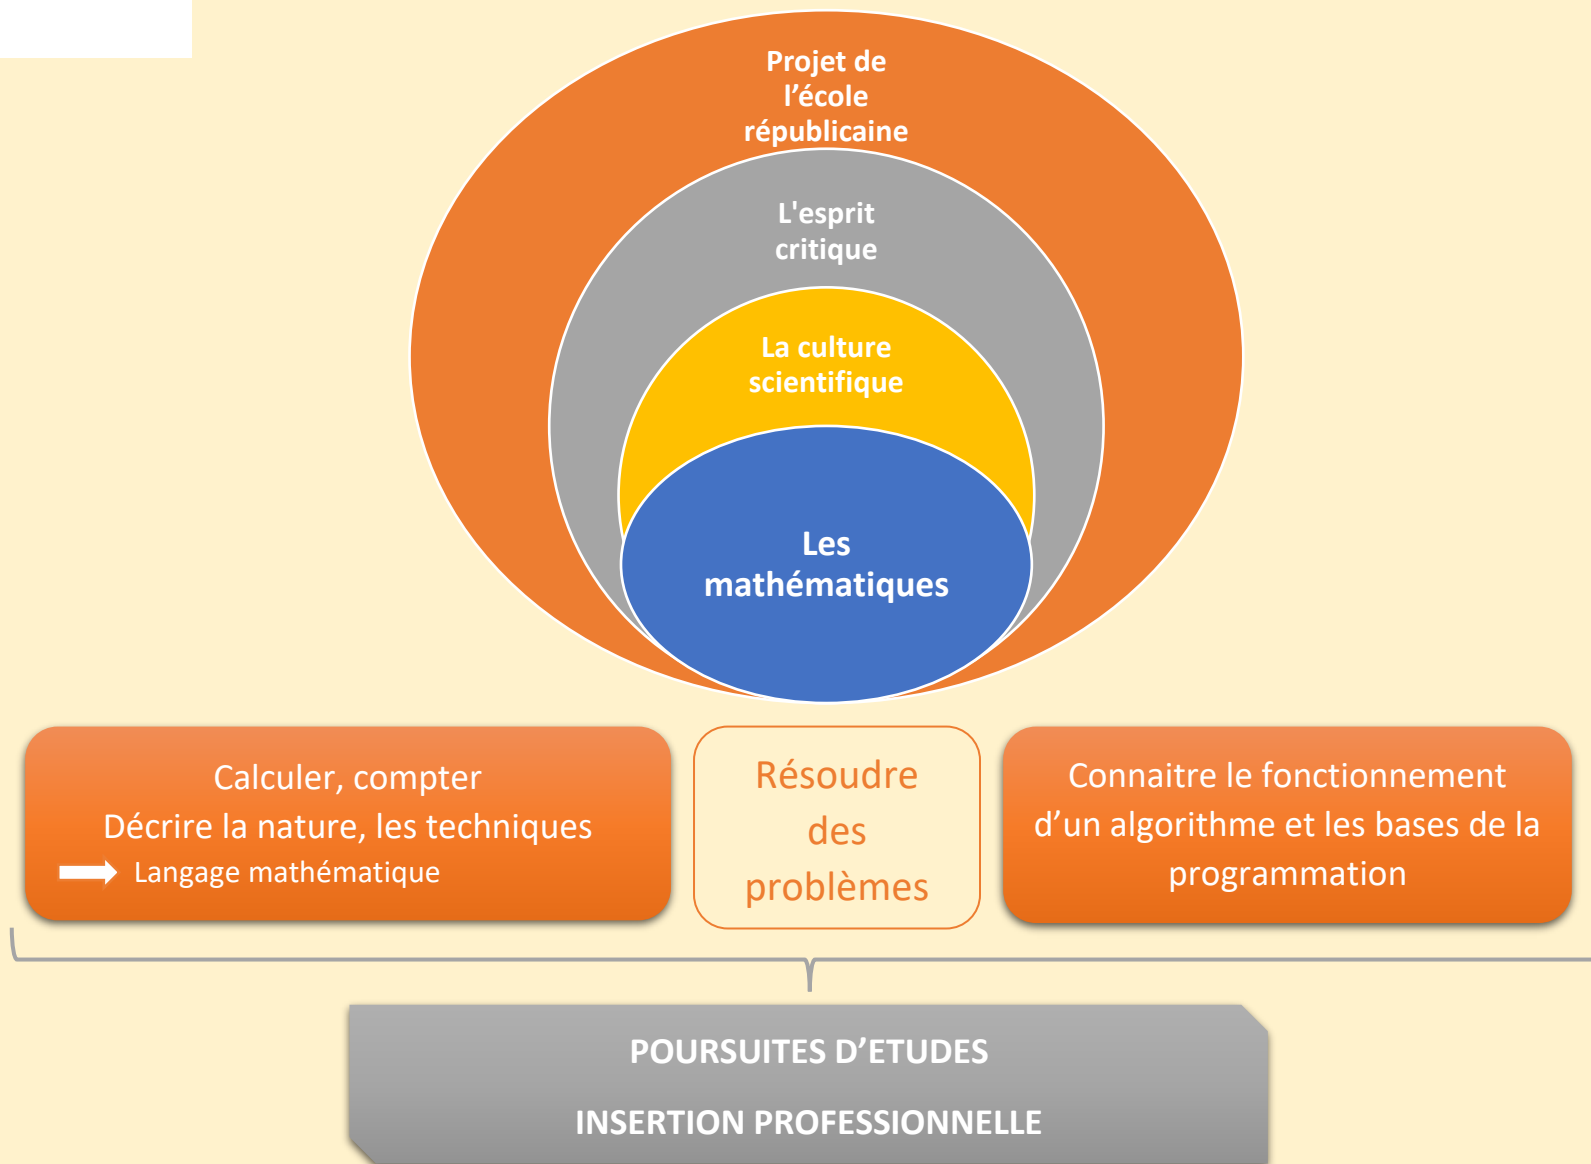 Projet de
l’école
républicaine
L'esprit
critique
La culture
scientifique
Les
mathématiques
Calculer, compter
Décrire la nature, les techniques
Langage mathématique
Résoudre
des
problèmes
Connaitre le fonctionnement
d’un algorithme et les bases de la
programmation
POURSUITES D’ETUDES
INSERTION PROFESSIONNELLE